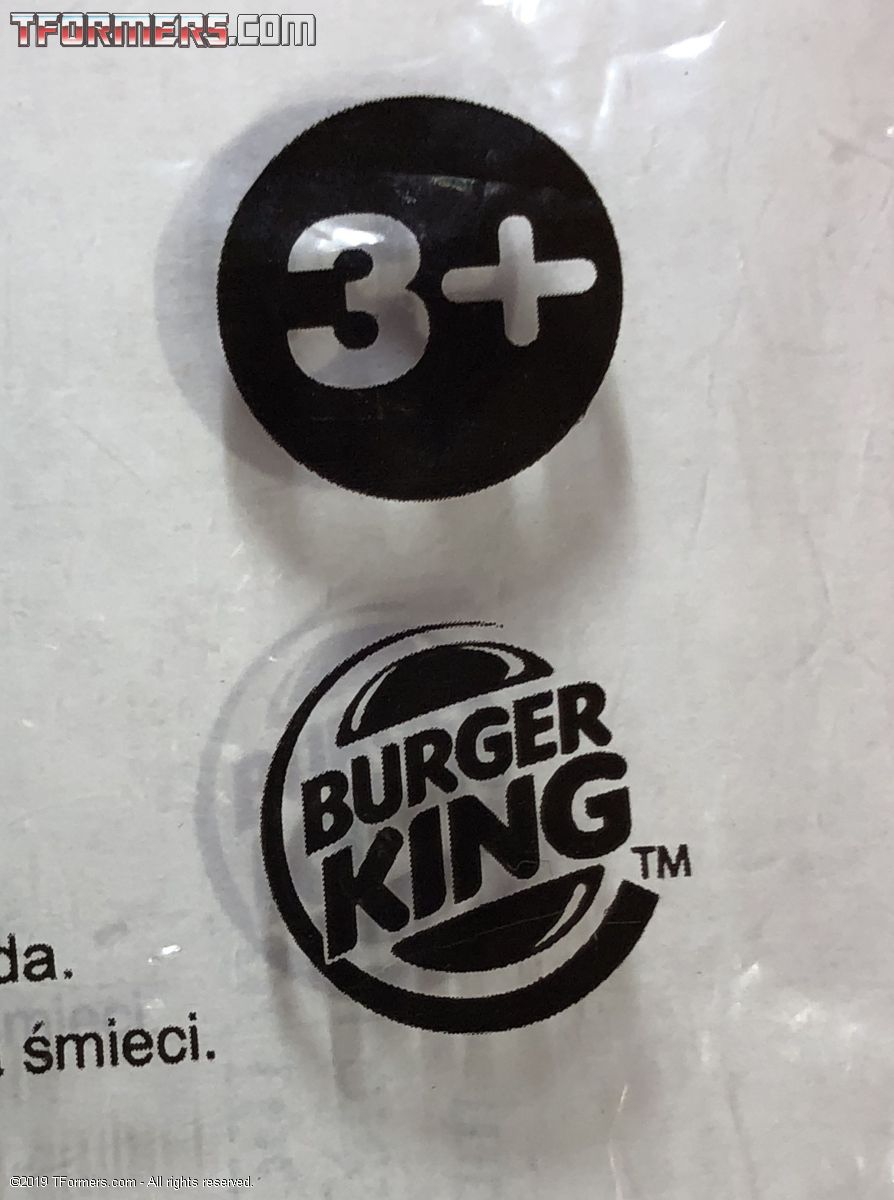 TFORMERS.COM
3+
BURGER
KING
TM
da.
śmieci.
©2019 TFormers.com - All rights reserved.